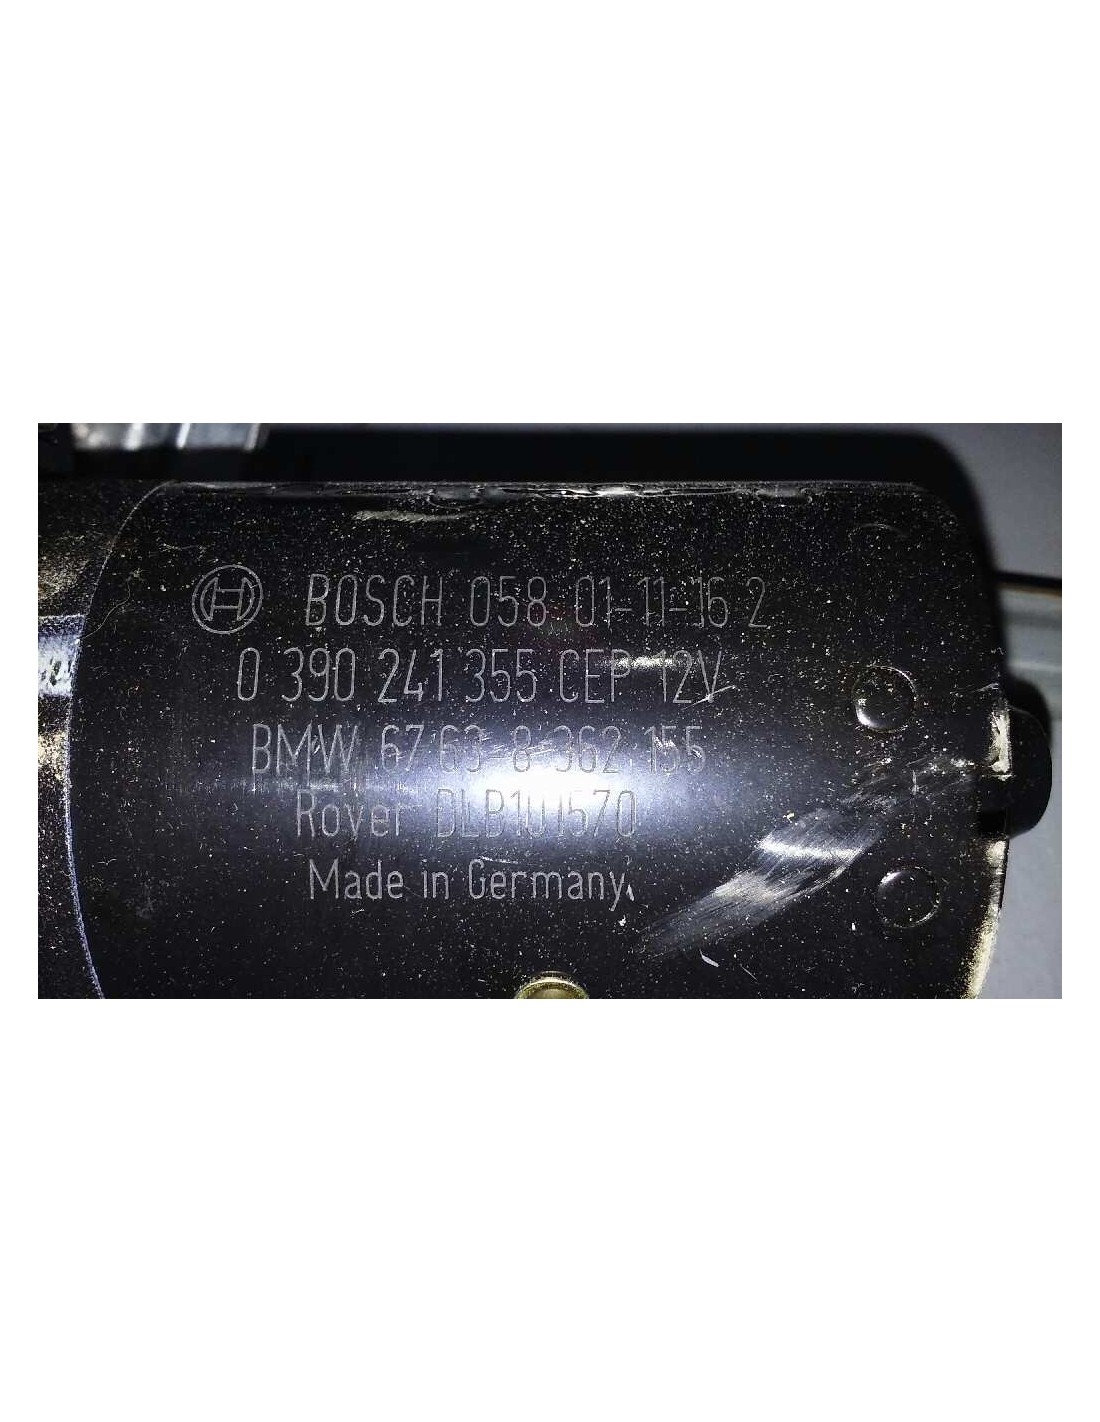 BOSCH 058 01-11-16 2
0 390 241 355 CEP 12V
BMW 67 63-8 362 155
Rover DLB101570
Made in Germany